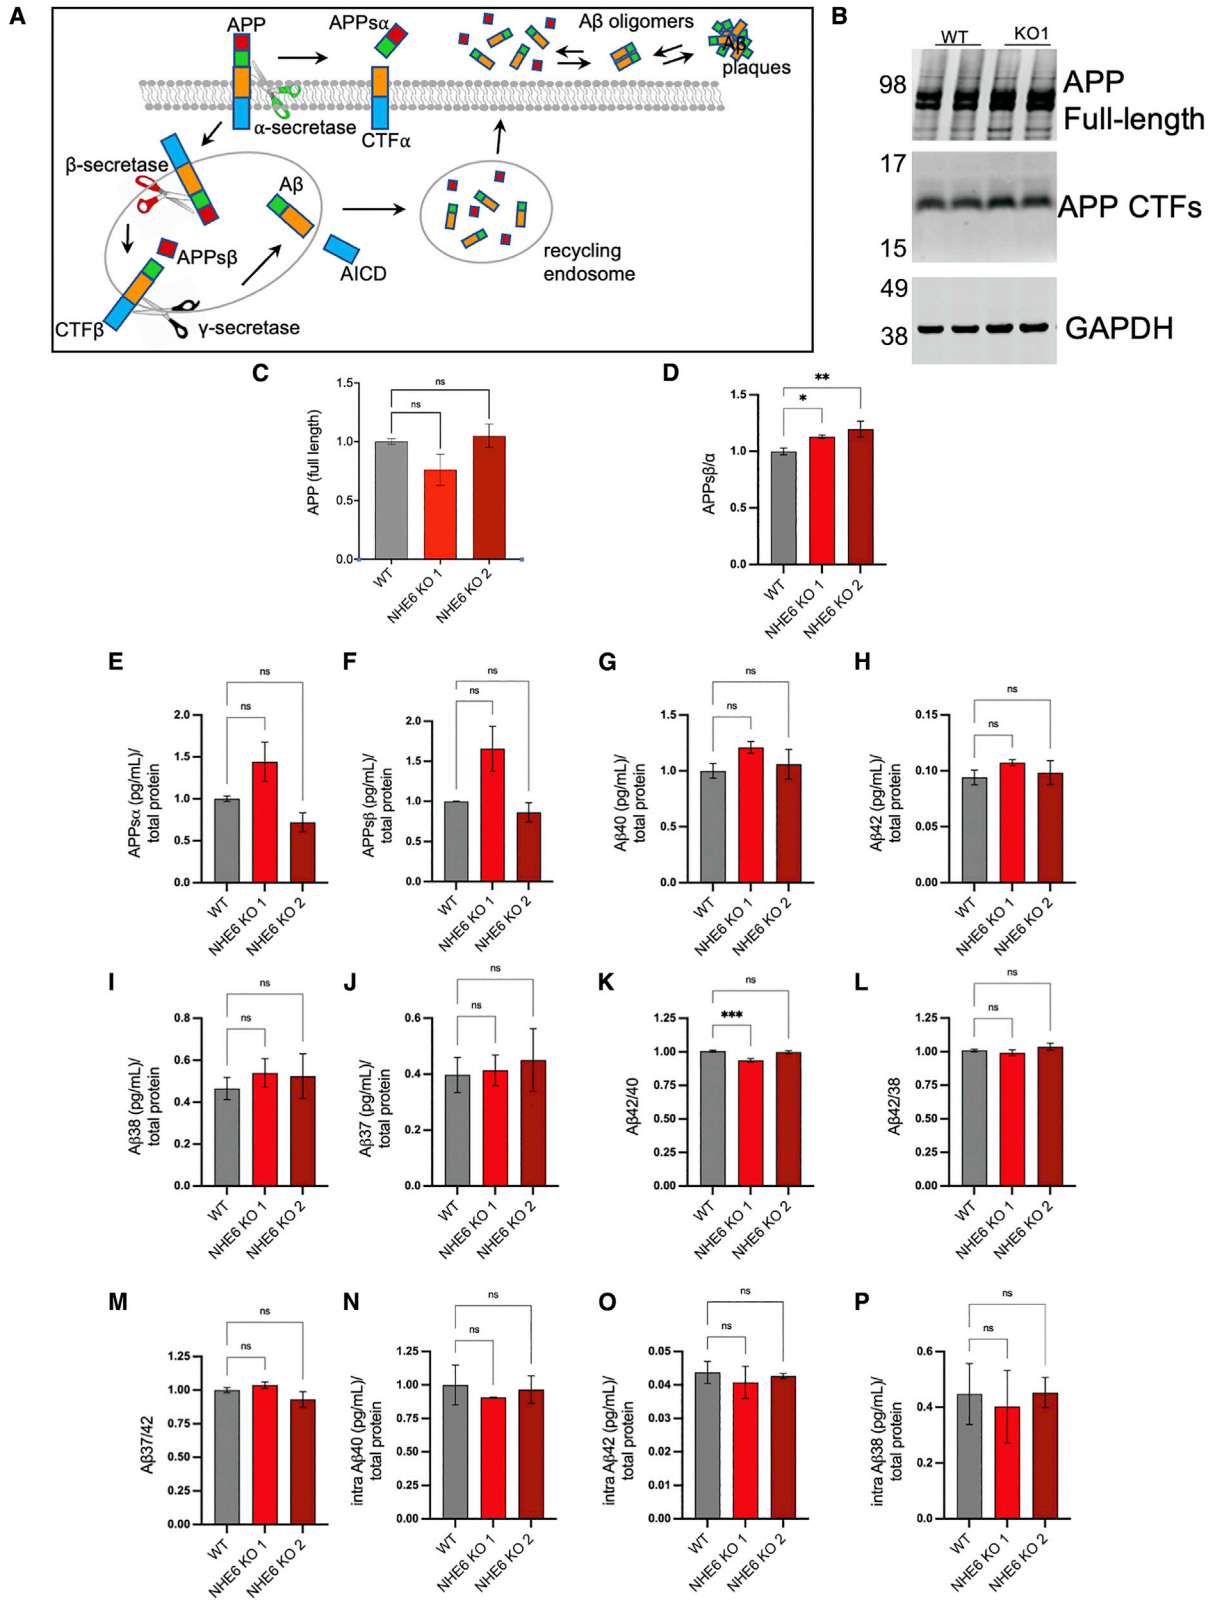 A
APP
APPsα
Aβ oligomers
Aβ
plaques
α-secretase
CTFα
β-secretase
Aβ
APPsβ
AICD
recycling
endosome
CTFβ
γ-secretase
B
WT
KO1
98
APP
Full-length
17
APP CTFs
15
49
GAPDH
38
C
ns
ns
1.5
1.0
0.5
0.0
APP (full length)
WT
NHE6 KO 1
NHE6 KO 2
D
**
*
1.5
1.0
0.5
0.0
APPsβ/α
WT
NHE6 KO 1
NHE6 KO 2
E
ns
ns
2.0
1.5
1.0
0.5
0.0
APPsα (pg/mL)/
total protein
WT
NHE6 KO 1
NHE6 KO 2
F
ns
ns
2.0
1.5
1.0
0.5
0.0
APPsβ (pg/mL)/
total protein
WT
NHE6 KO 1
NHE6 KO 2
G
ns
ns
1.5
1.0
0.5
0.0
Aβ40 (pg/mL)/
total protein
WT
NHE6 KO 1
NHE6 KO 2
H
ns
ns
0.15
0.10
0.05
0.00
Aβ42 (pg/mL)/
total protein
WT
NHE6 KO 1
NHE6 KO 2
I
ns
ns
0.8
0.6
0.4
0.2
0.0
Aβ38 (pg/mL)/
total protein
WT
NHE6 KO 1
NHE6 KO 2
J
ns
ns
0.6
0.4
0.2
0.0
Aβ37 (pg/mL)/
total protein
WT
NHE6 KO 1
NHE6 KO 2
K
ns
***
1.25
1.00
0.75
0.50
0.25
0.00
Aβ42/40
WT
NHE6 KO 1
NHE6 KO 2
L
ns
ns
1.25
1.00
0.75
0.50
0.25
0.00
Aβ42/38
WT
NHE6 KO 1
NHE6 KO 2
M
ns
ns
1.25
1.00
0.75
0.50
0.25
0.00
Aβ37/42
WT
NHE6 KO 1
NHE6 KO 2
N
ns
ns
1.25
1.00
0.75
0.50
0.25
0.00
intra Aβ40 (pg/mL)/
total protein
WT
NHE6 KO 1
NHE6 KO 2
O
ns
ns
0.05
0.04
0.03
0.02
0.01
0.00
intra Aβ42 (pg/mL)/
total protein
WT
NHE6 KO 1
NHE6 KO 2
P
ns
ns
0.6
0.4
0.2
0.0
intra Aβ38 (pg/mL)/
total protein
WT
NHE6 KO 1
NHE6 KO 2